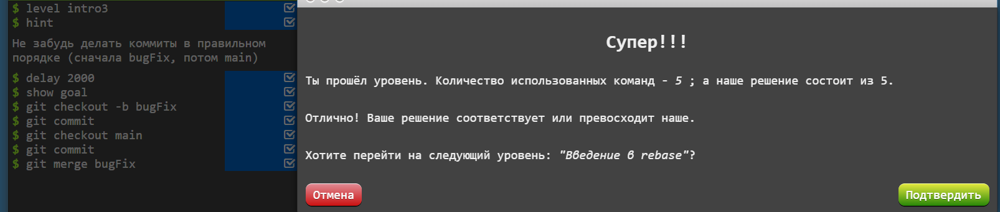 $ level intro3
$ hint
Не забудь делать коммиты в правильном
порядке (сначала bugFix, потом main)
$ delay 2000
$ show goal
$ git checkout -b bugFix
$ git commit
$ git checkout main
$ git commit
$ git merge bugFix
Супер!!!
Ты прошёл уровень. Количество использованных команд - 5 ; а наше решение состоит из 5.
Отлично! Ваше решение соответствует или превосходит наше.
Хотите перейти на следующий уровень: "Введение в rebase"?
Отмена
Подтвердить